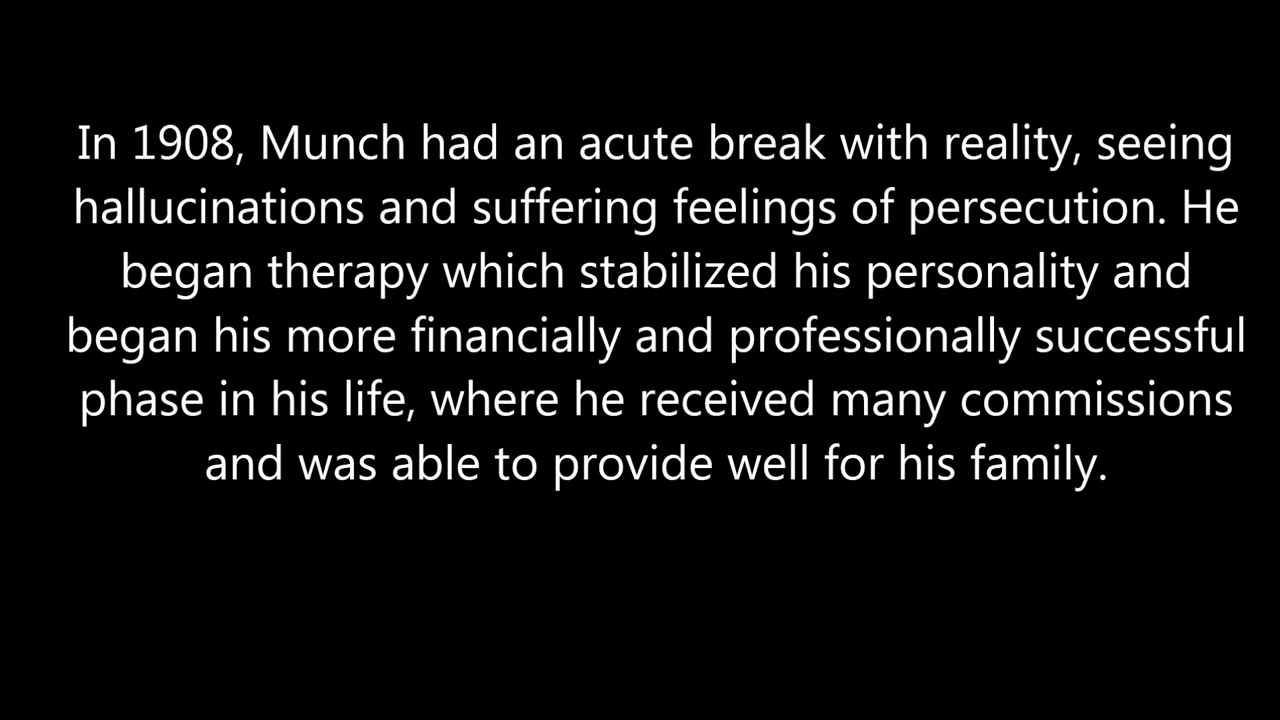 In 1908, Munch had an acute break with reality, seeing
hallucinations and suffering feelings of persecution. He
began therapy which stabilized his personality and
began his more financially and professionally successful
phase in his life, where he received many commissions
and was able to provide well for his family.